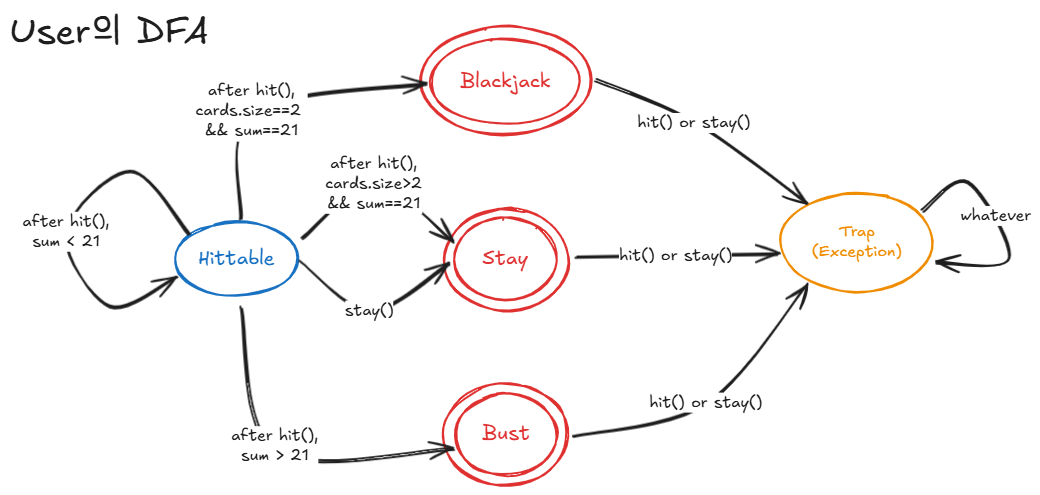 User의 DFA
Blackjack
after hit(),
cards.size==2
&& sum==21
hit() or stay()
after hit(),
cards.size>2
&& sum==21
after hit(),
sum < 21
whatever
Hittable
Stay
hit() or stay()
Trap
(Exception)
stay()
hit() or stay()
after hit(),
sum > 21
Bust